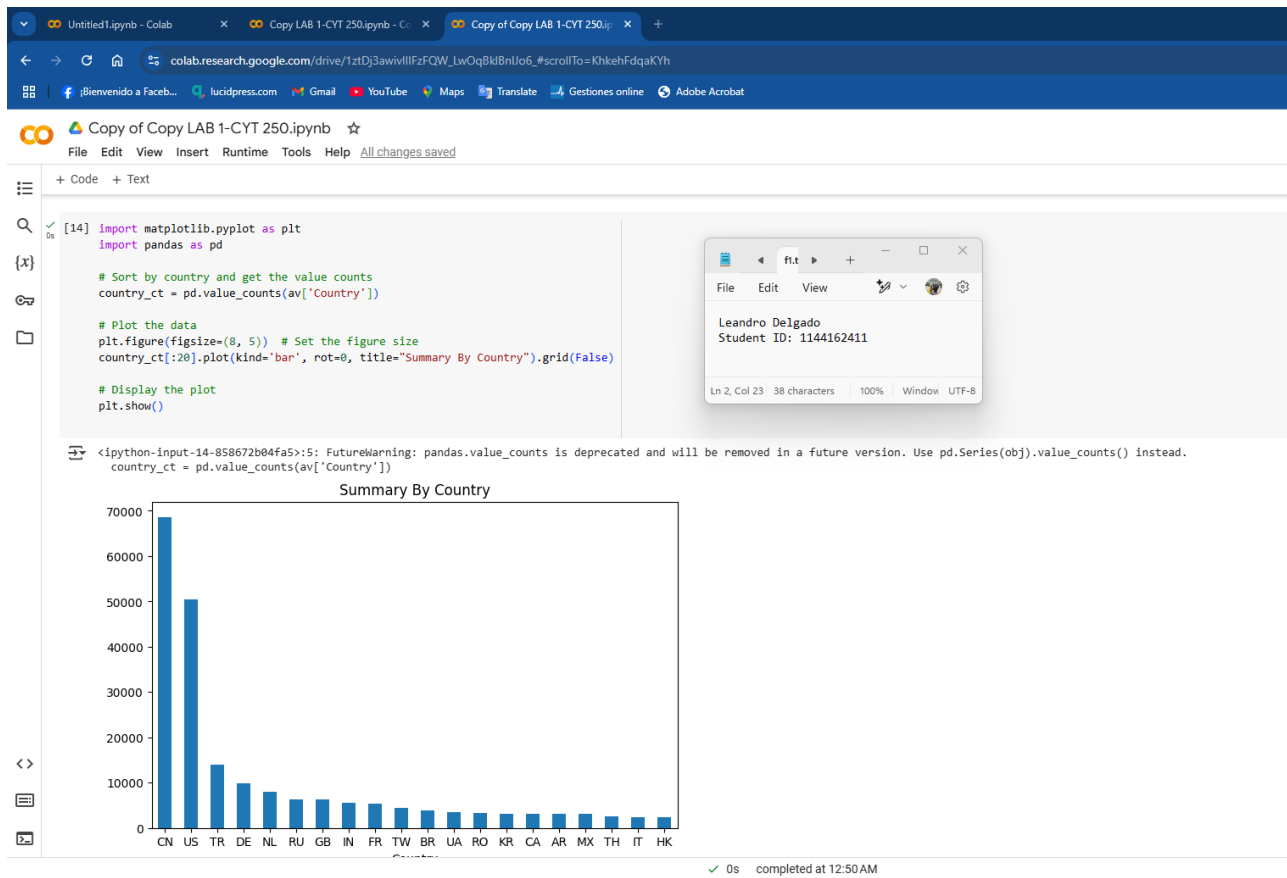 Untitled1.ipynb - Colab
Copy LAB 1-CYT 250.ipynb - Co
Copy of Copy LAB 1-CYT 250.ip
colab.research.google.com/drive/
¡Bienvenido a Faceb...
lucidpress.com
Gmail
YouTube
Maps
Translate
Gestiones online
Adobe Acrobat
Copy of Copy LAB 1-CYT 250.ipynb
File Edit View Insert Runtime Tools Help All changes saved
+ Code + Text
[14] import matplotlib.pyplot as plt
0s
import pandas as pd
# Sort by country and get the value counts
country_ct = pd.value_counts(av['Country'])
# Plot the data
plt.figure(figsize=(8, 5)) # Set the figure size
country_ct[:20].plot(kind='bar', rot=0, title="Summary By Country").grid(False)
# Display the plot
plt.show()
f1.t
File Edit View
Leandro Delgado
Student ID: 1144162411
Ln 2, Col 23 38 characters 100% Window UTF-8
<ipython-input-14-858672b04fa5>:5: FutureWarning: pandas.value_counts is deprecated and will be removed in a future version. Use pd.Series(obj).value_counts() instead.
country_ct = pd.value_counts(av['Country'])
Summary By Country
70000
60000
50000
40000
30000
20000
10000
0
CN US TR DE NL RU GB IN FR TW BR UA RO KR CA AR MX TH IT HK
0s completed at 12:50 AM